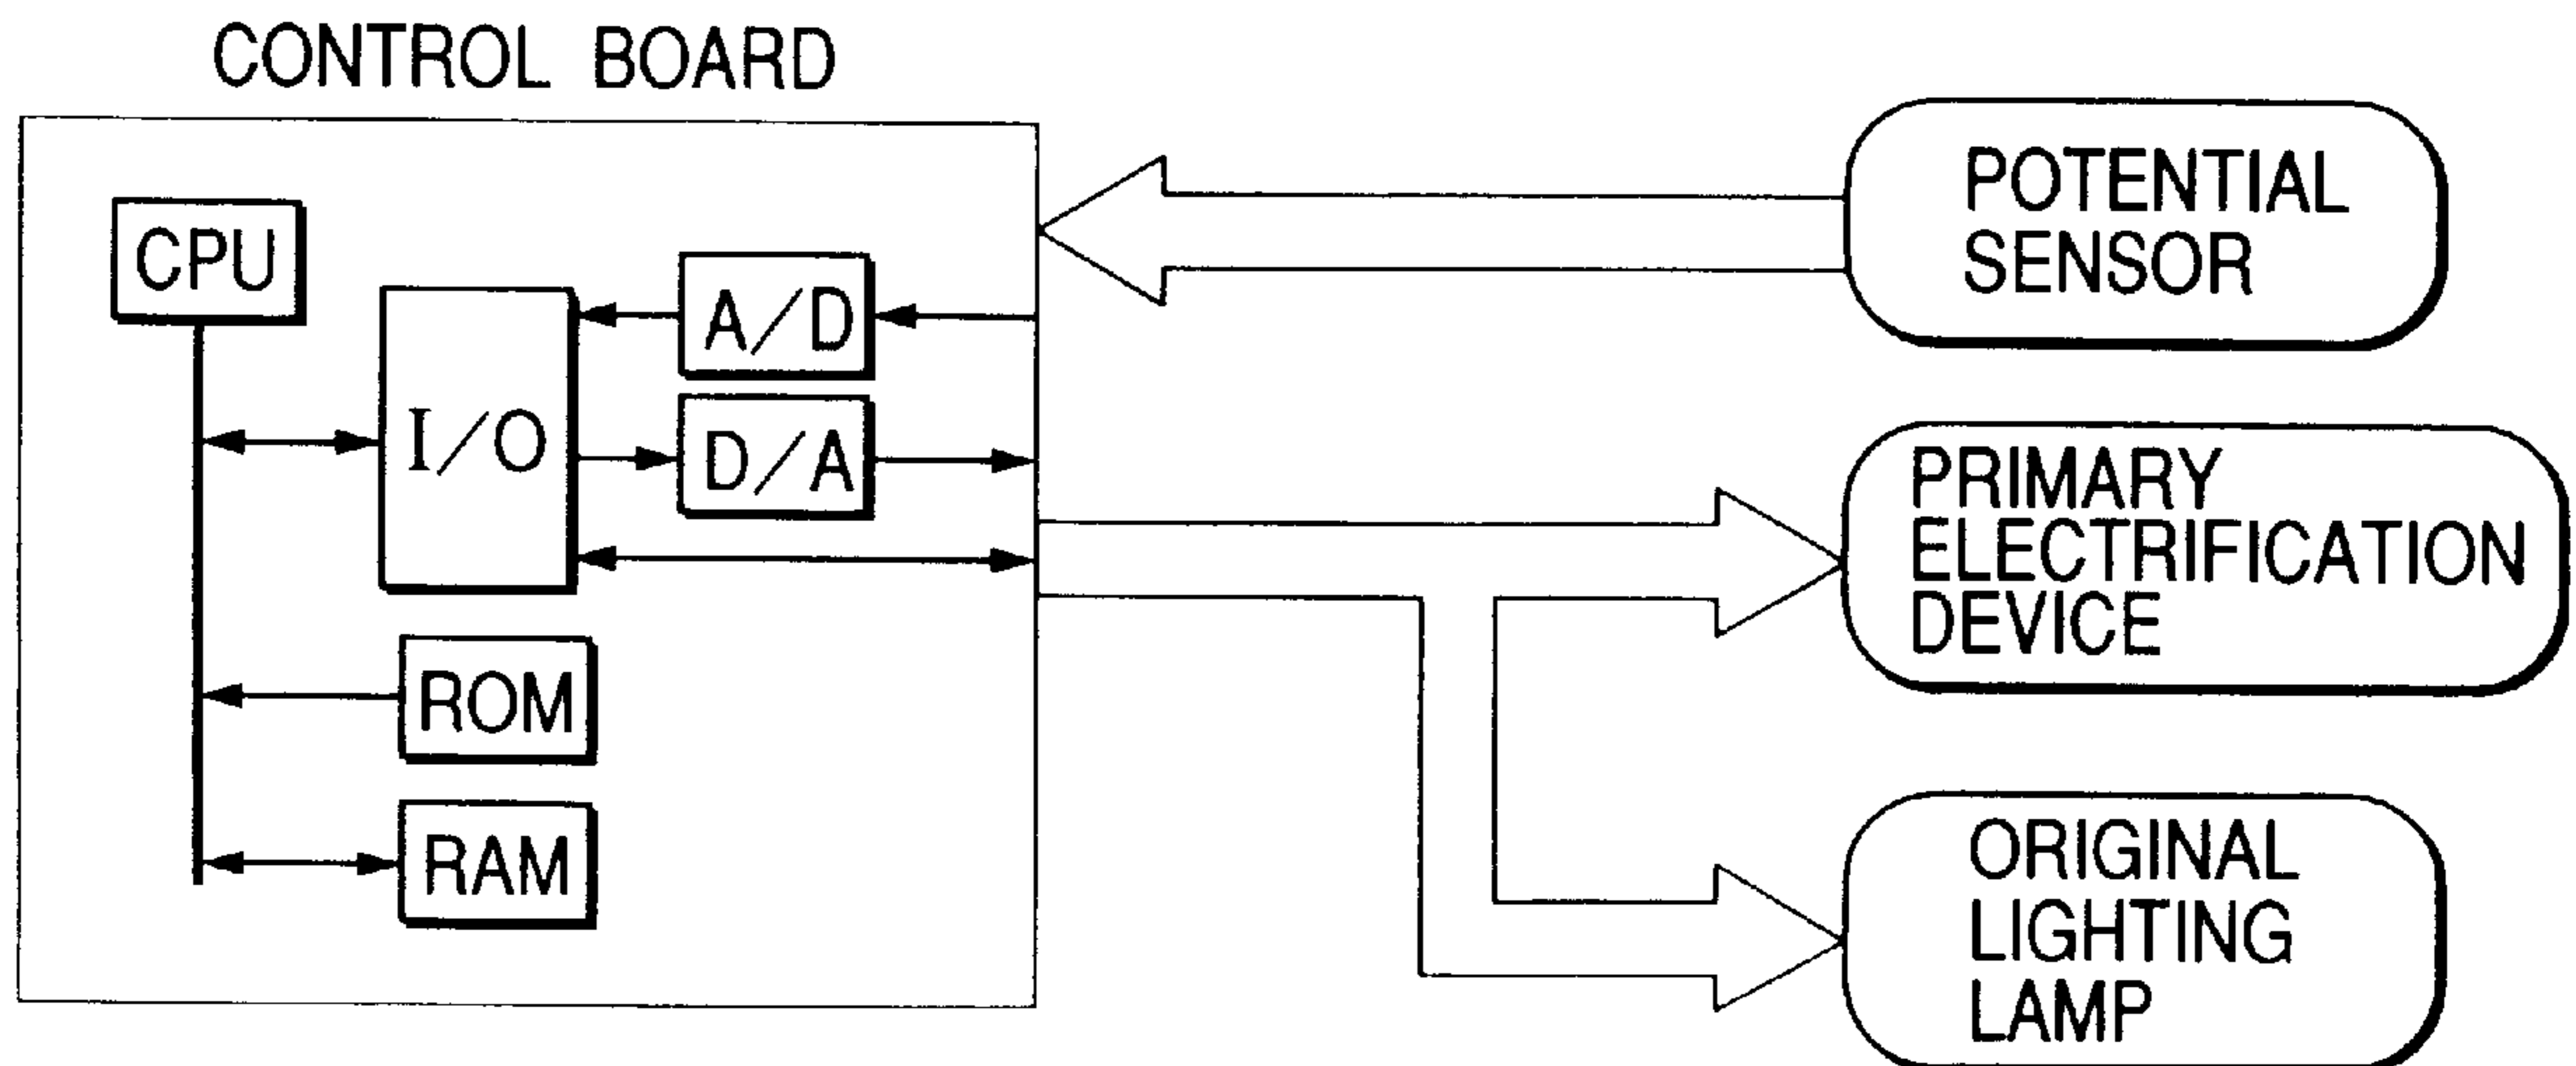 CONTROL BOARD
CPU
I/O
A/D
D/A
ROM
RAM
POTENTIAL
SENSOR
PRIMARY
ELECTRIFICATION
DEVICE
ORIGINAL
LIGHTING
LAMP